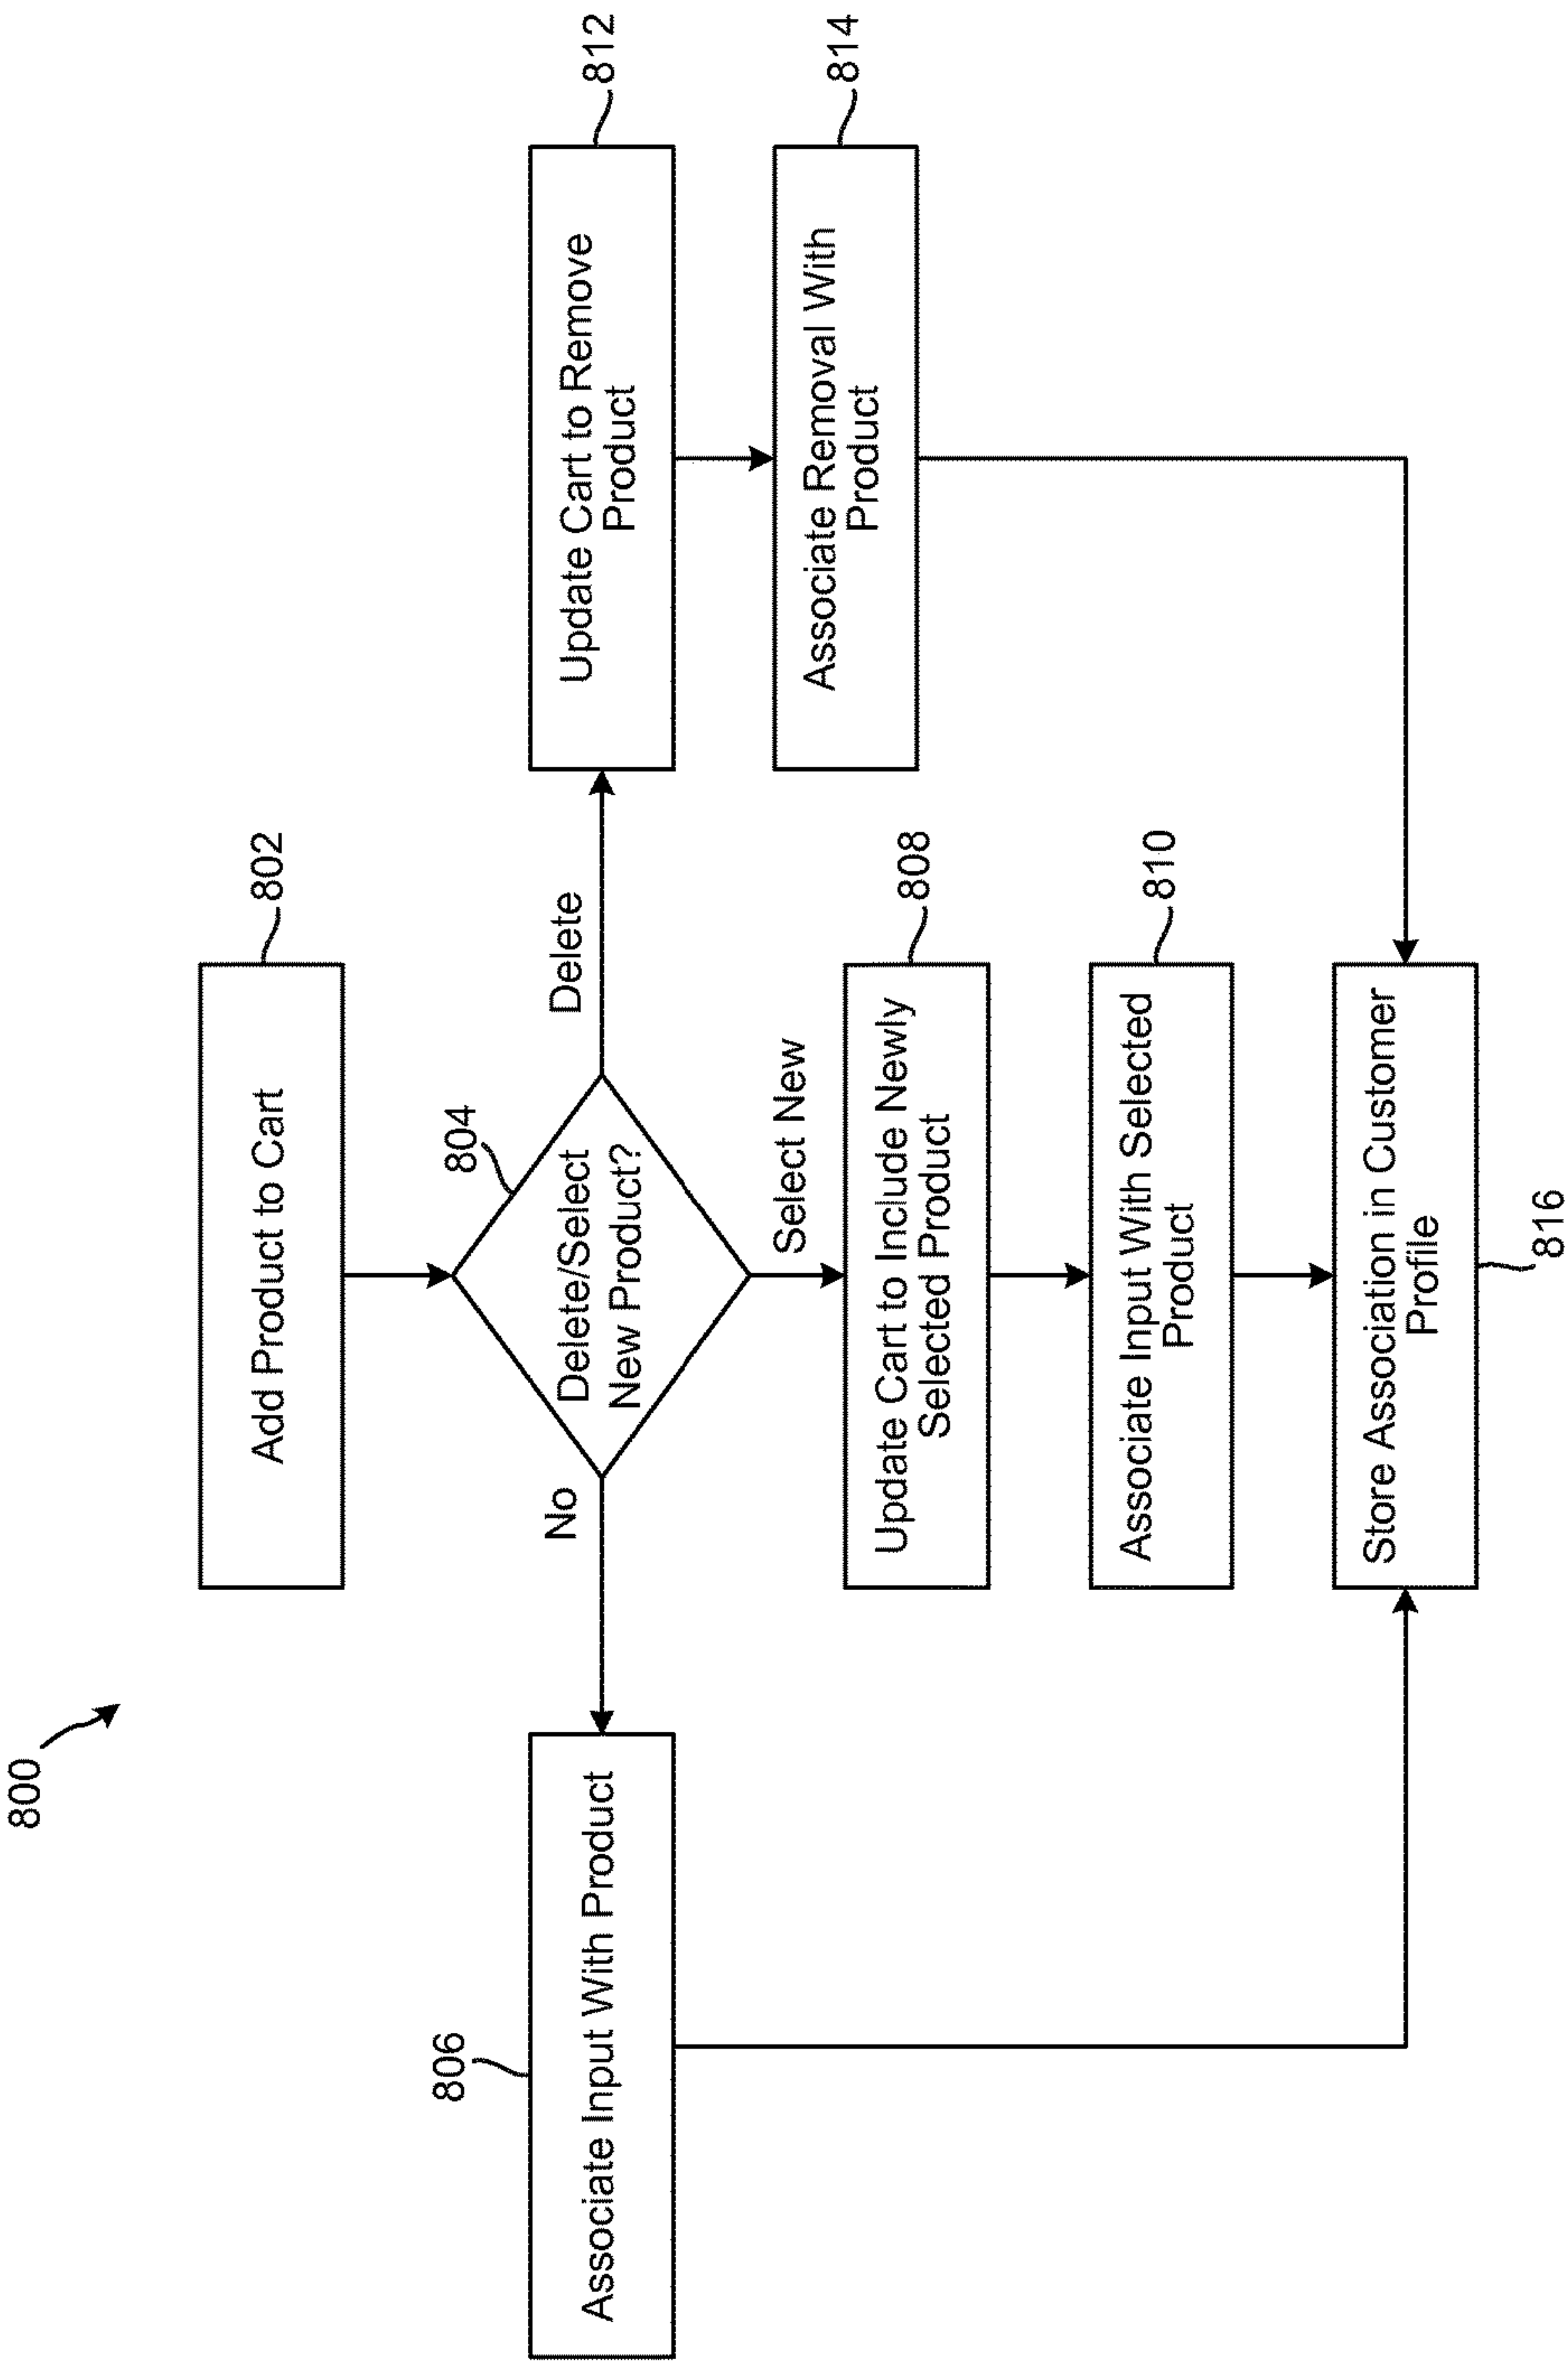 800
Add Product to Cart
802
804
Delete/Select
New Product?
No
Delete
Select New
806
Associate Input With Product
Update Cart to Remove
Product
812
Associate Removal With
Product
814
Update Cart to Include Newly
Selected Product
808
Associate Input With Selected
Product
810
Store Association in Customer
Profile
816